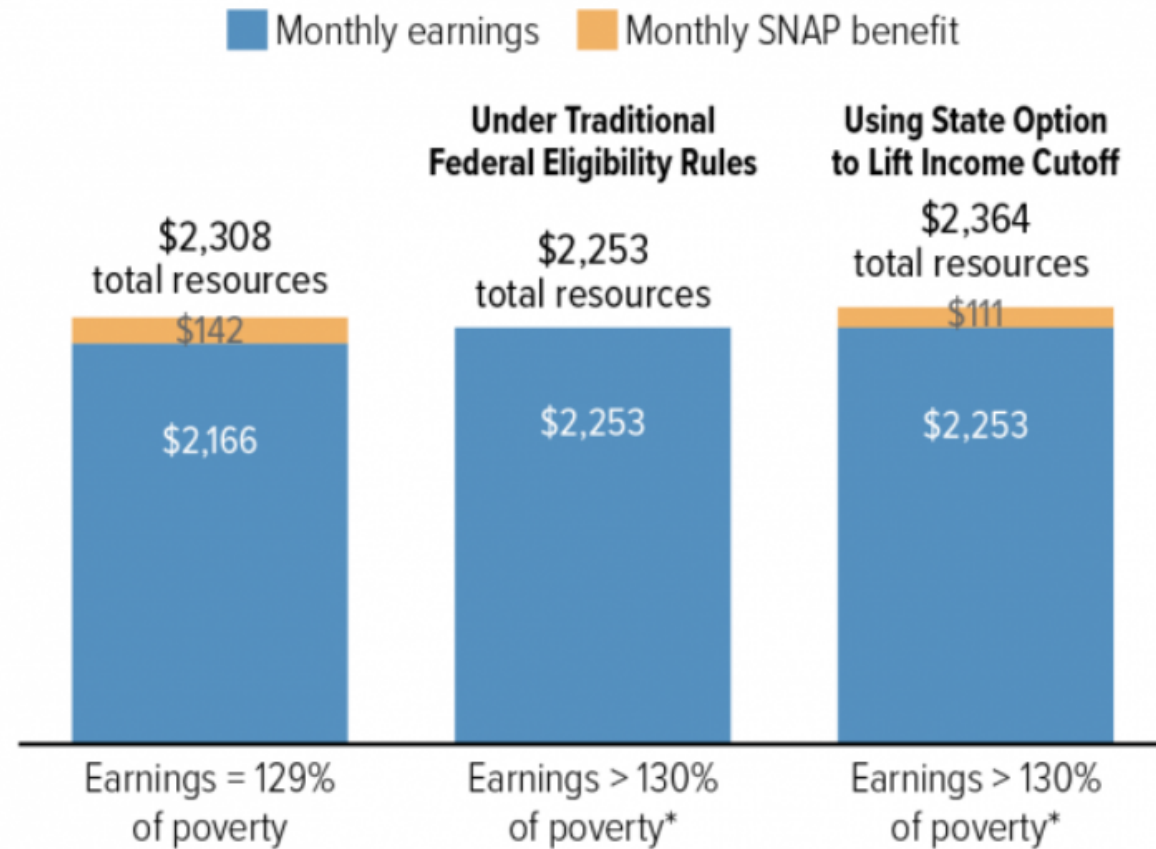 Monthly earnings Monthly SNAP benefit
Under Traditional
Federal Eligibility Rules
Using State Option
to Lift Income Cutoff
$2,308
total resources
$2,253
total resources
$2,364
total resources
$142
$2,166
$2,253
$111
$2,253
Earnings = 129%
of poverty
Earnings > 130%
of poverty*
Earnings > 130%
of poverty*